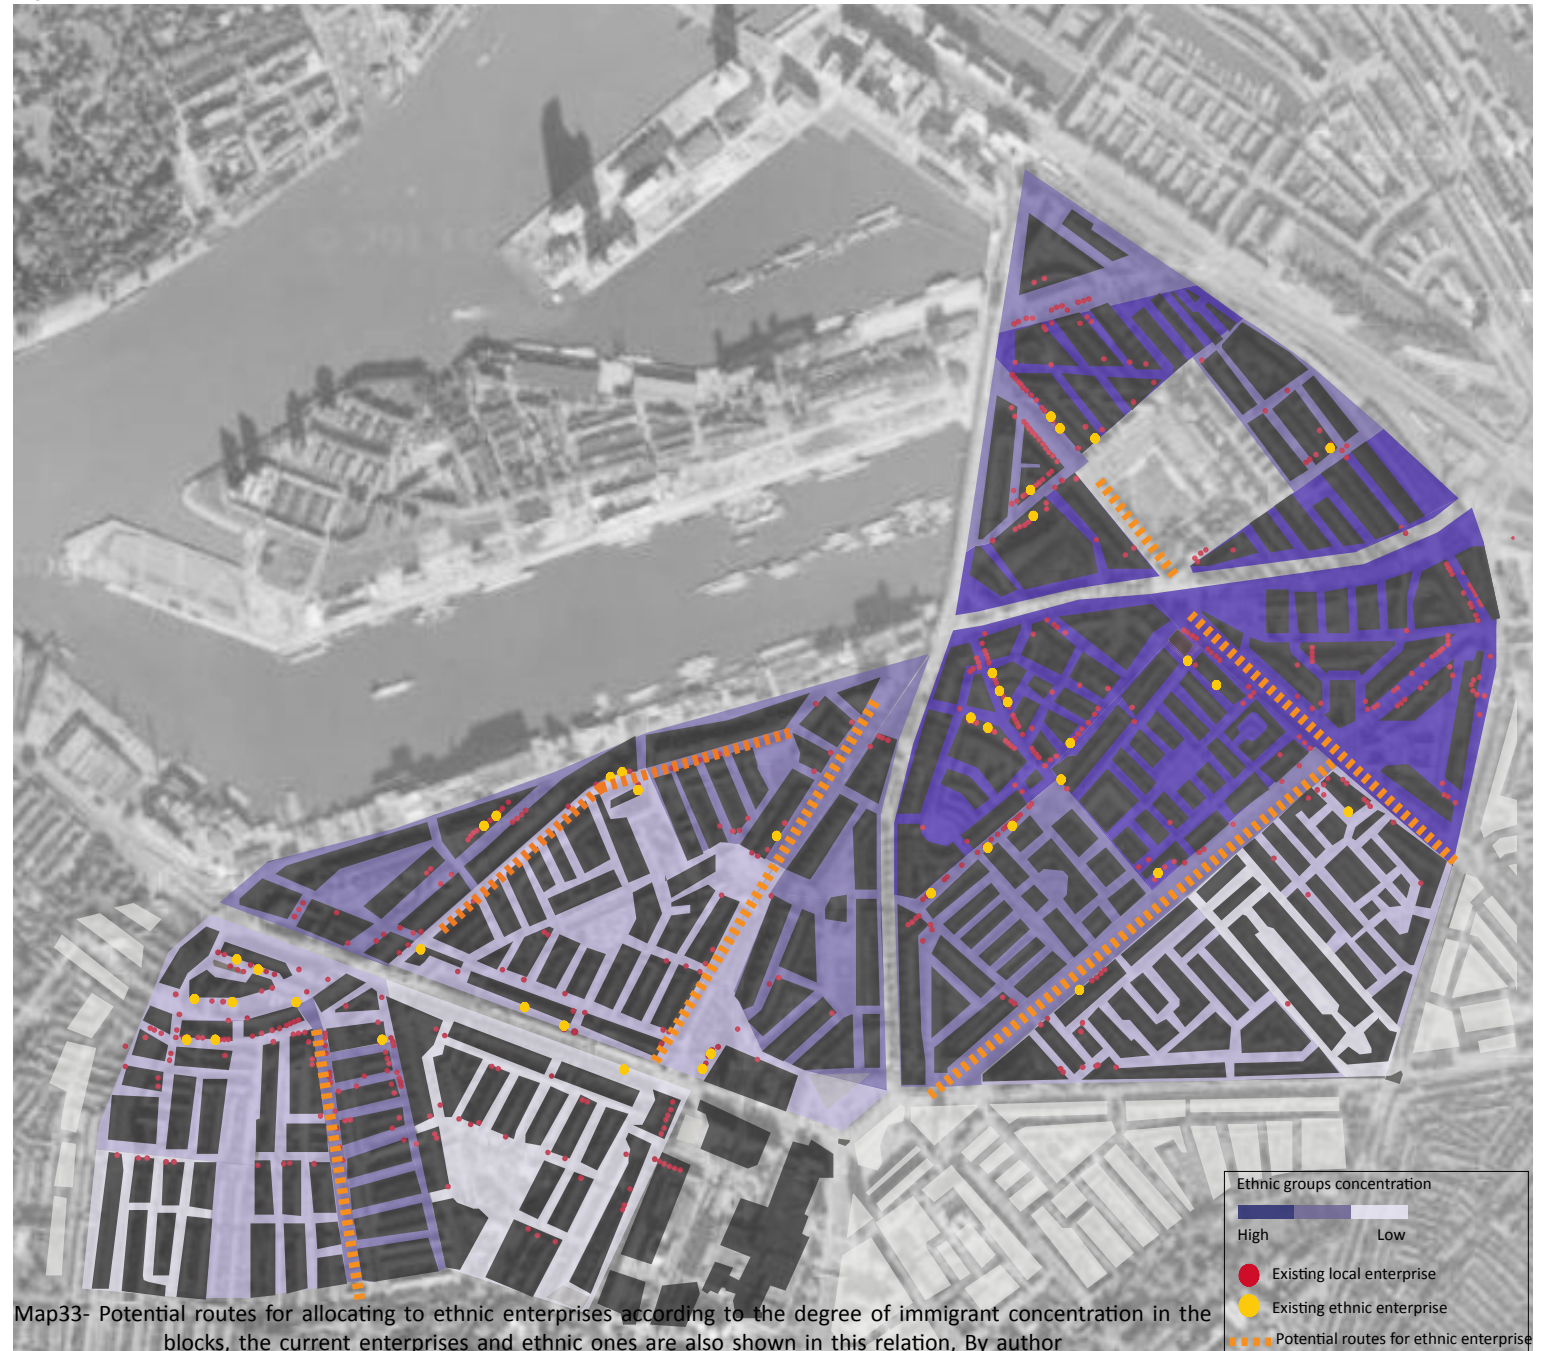 Ethnic groups concentration
High Low
Existing local enterprise
Existing ethnic enterprise
Potential routes for ethnic enterprise
Map33- Potential routes for allocating to ethnic enterprises according to the degree of immigrant concentration in the
blocks, the current enterprises and ethnic ones are also shown in this relation, By author